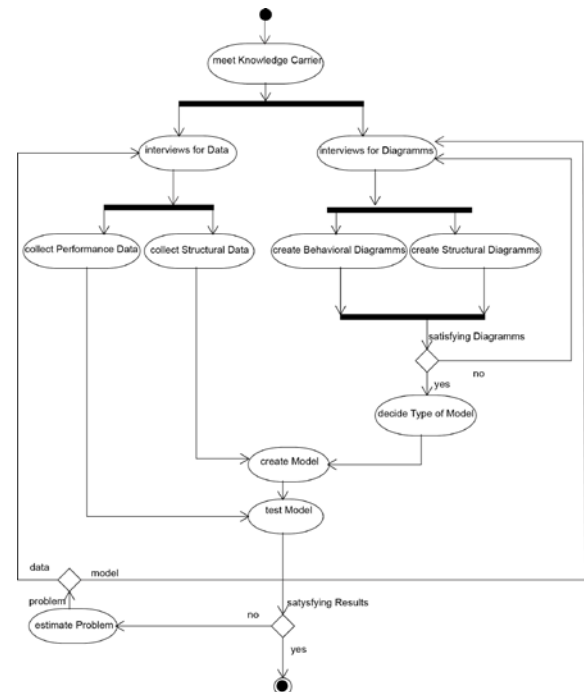 meet Knowledge Carrier
interviews for Data
interviews for Diagramms
collect Performance Data
collect Structural Data
create Behavioral Diagramms
create Structural Diagramms
satisfying Diagramms
no
yes
decide Type of Model
create Model
test Model
data
model
problem
no
satysfying Results
estimate Problem
yes